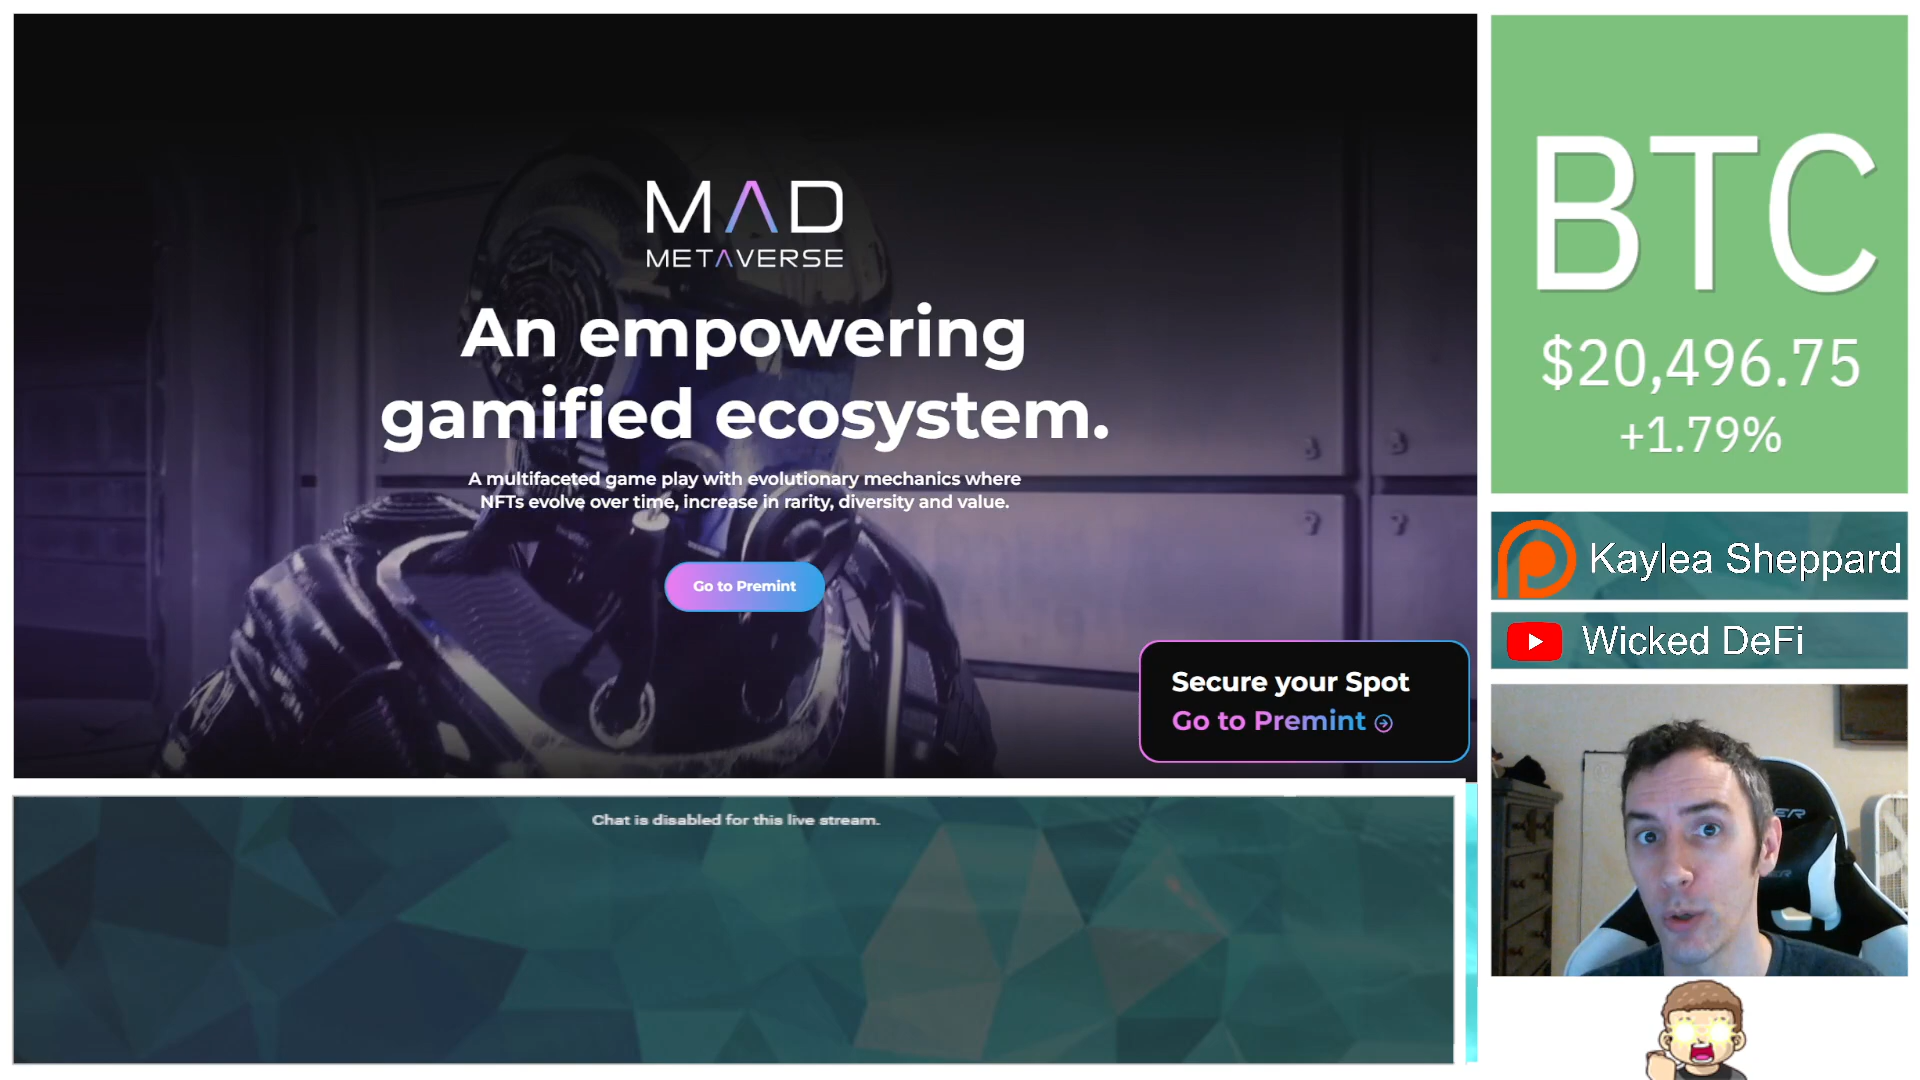 MAD
METAVERSE
An empowering
gamified ecosystem.
A multifaceted game play with evolutionary mechanics where
NFTs evolve over time, increase in rarity, diversity and value.
Go to Premint
Secure your Spot
Go to Premint
Chat is disabled for this live stream.
BTC
$20,496.75
+1.79%
Kaylea Sheppard
Wicked DeFi